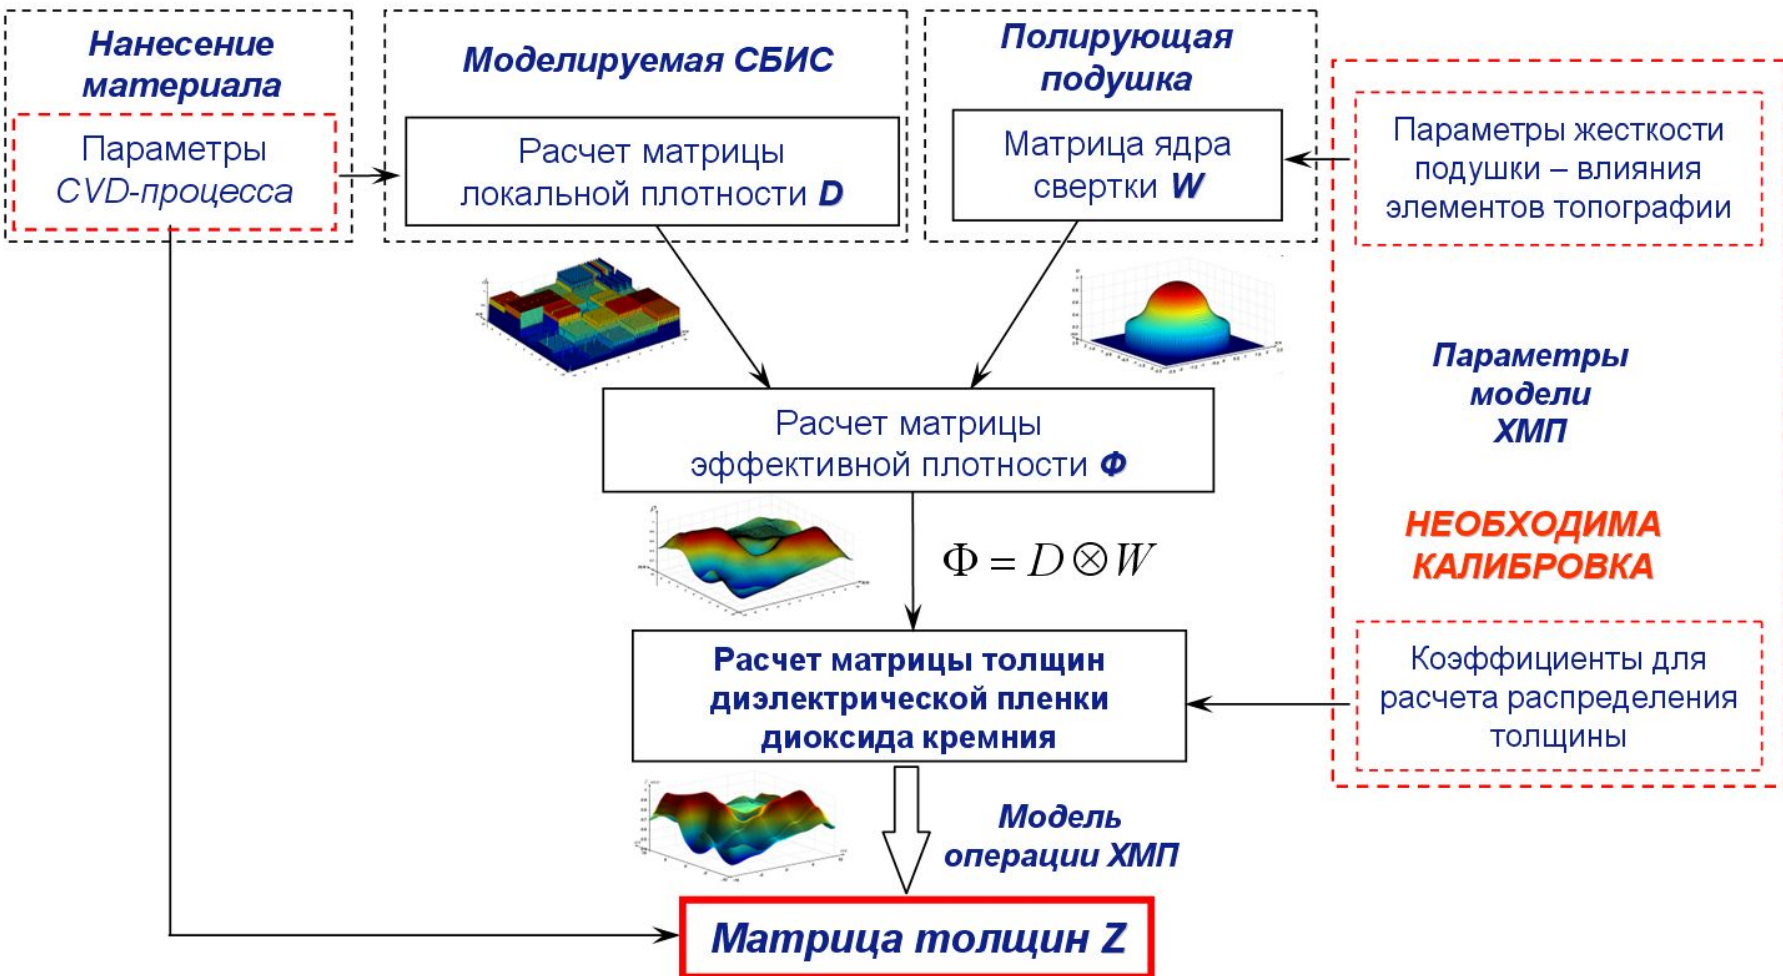 Нанесение
материала
Параметры
CVD-процесса
Моделируемая СБИС
Расчет матрицы
локальной плотности D
Полирующая
подушка
Матрица ядра
свертки W
Параметры жесткости
подушки – влияния
элементов топографии
Расчет матрицы
эффективной плотности Ф
Параметры
модели
ХМП
Φ = D ⊗ W
НЕОБХОДИМА
КАЛИБРОВКА
Расчет матрицы толщин
диэлектрической пленки
диоксида кремния
Коэффициенты для
расчета распределения
толщины
Модель
операции ХМП
Матрица толщин Z